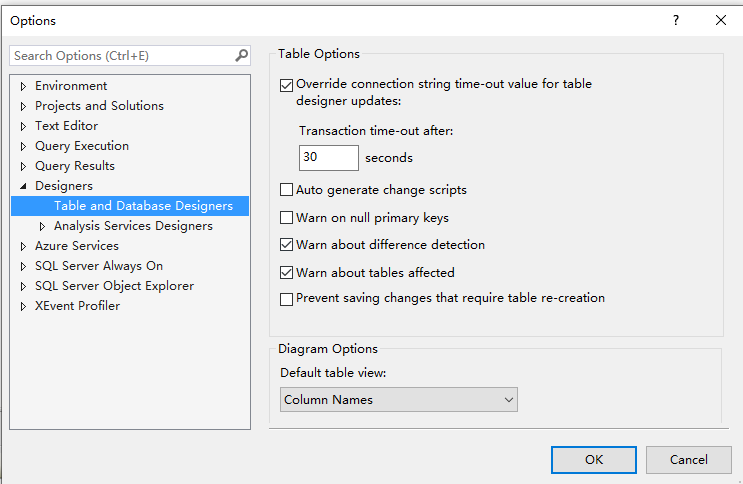 Options
?
Search Options (Ctrl+E)
Environment
Projects and Solutions
Text Editor
Query Execution
Query Results
Designers
Table and Database Designers
Analysis Services Designers
Azure Services
SQL Server Always On
SQL Server Object Explorer
XEvent Profiler
Table Options
Override connection string time-out value for table
designer updates:
Transaction time-out after:
30 seconds
Auto generate change scripts
Warn on null primary keys
Warn about difference detection
Warn about tables affected
Prevent saving changes that require table re-creation
Diagram Options
Default table view:
Column Names
OK
Cancel